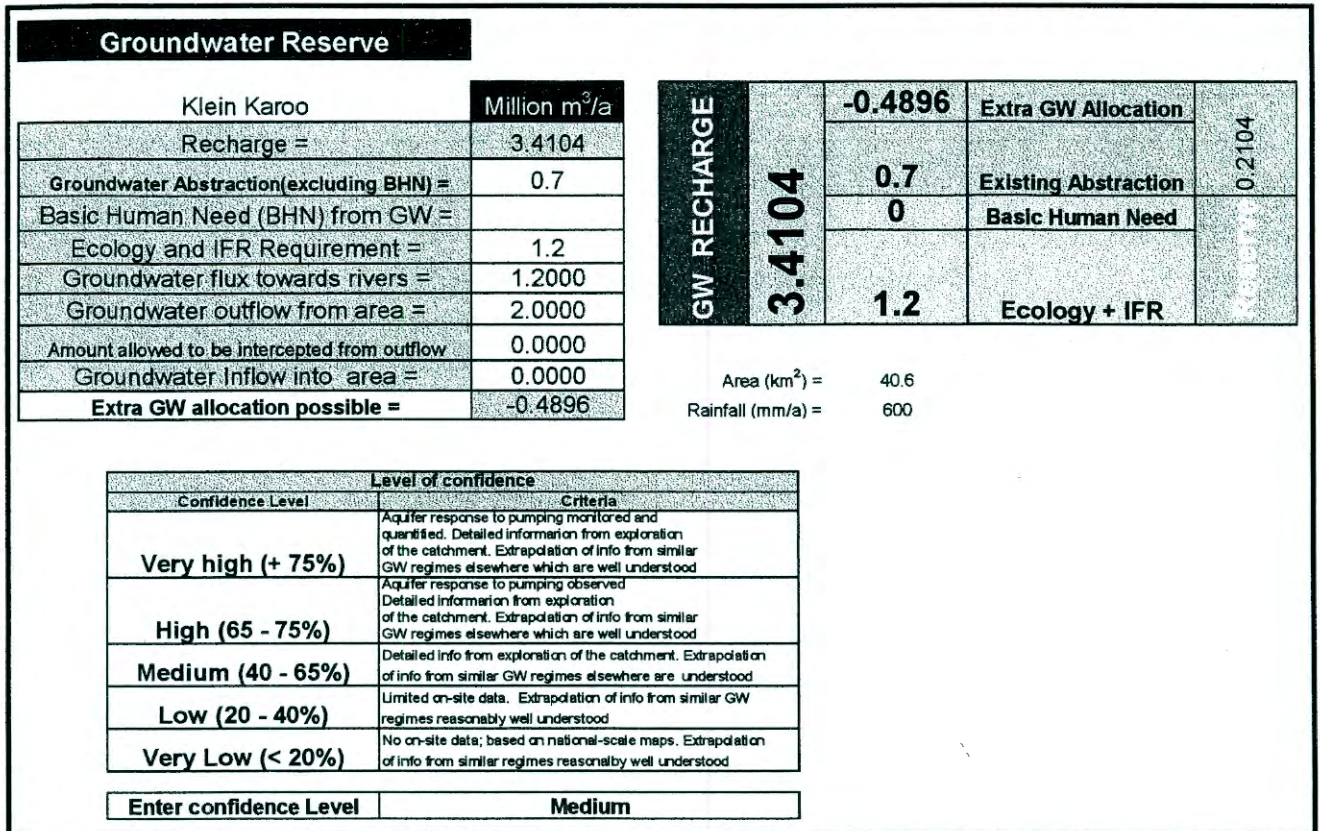 Groundwater Reserve
Klein Karoo Million m³/a
Recharge = 3.4104
Groundwater Abstraction(excluding BHN) = 0.7
Basic Human Need (BHN) from GW =
Ecology and IFR Requirement = 1.2
Groundwater flux towards rivers = 1.2000
Groundwater outflow from area = 2.0000
Amount allowed to be intercepted from outflow 0.0000
Groundwater Inflow into area = 0.0000
Extra GW allocation possible = -0.4896
GW RECHARGE
3.4104
-0.4896 Extra GW Allocation
0.7 Existing Abstraction
0 Basic Human Need
1.2 Ecology + IFR
0.2104
Area (km²) = 40.6
Rainfall (mm/a) = 600
Level of confidence
Confidence Level Criteria
Very high (+ 75%)
Aquifer response to pumping monitored and
quantified. Detailed informarion from exploration
of the catchment. Extrapolation of info from similar
GW regimes elsewhere which are well understood
High (65 - 75%)
Aquifer response to pumping observed
Detailed informarion from exploration
of the catchment. Extrapolation of info from similar
GW regimes elsewhere which are well understood
Medium (40 - 65%)
Detailed info from exploration of the catchment. Extrapolation
of info from similar GW regimes elsewhere are understood
Low (20 - 40%)
Limited on-site data. Extrapolation of info from similar GW
regimes reasonably well understood
Very Low (< 20%)
No on-site data; based on national-scale maps. Extrapolation
of info from similar regimes reasonalby well understood
Enter confidence Level Medium